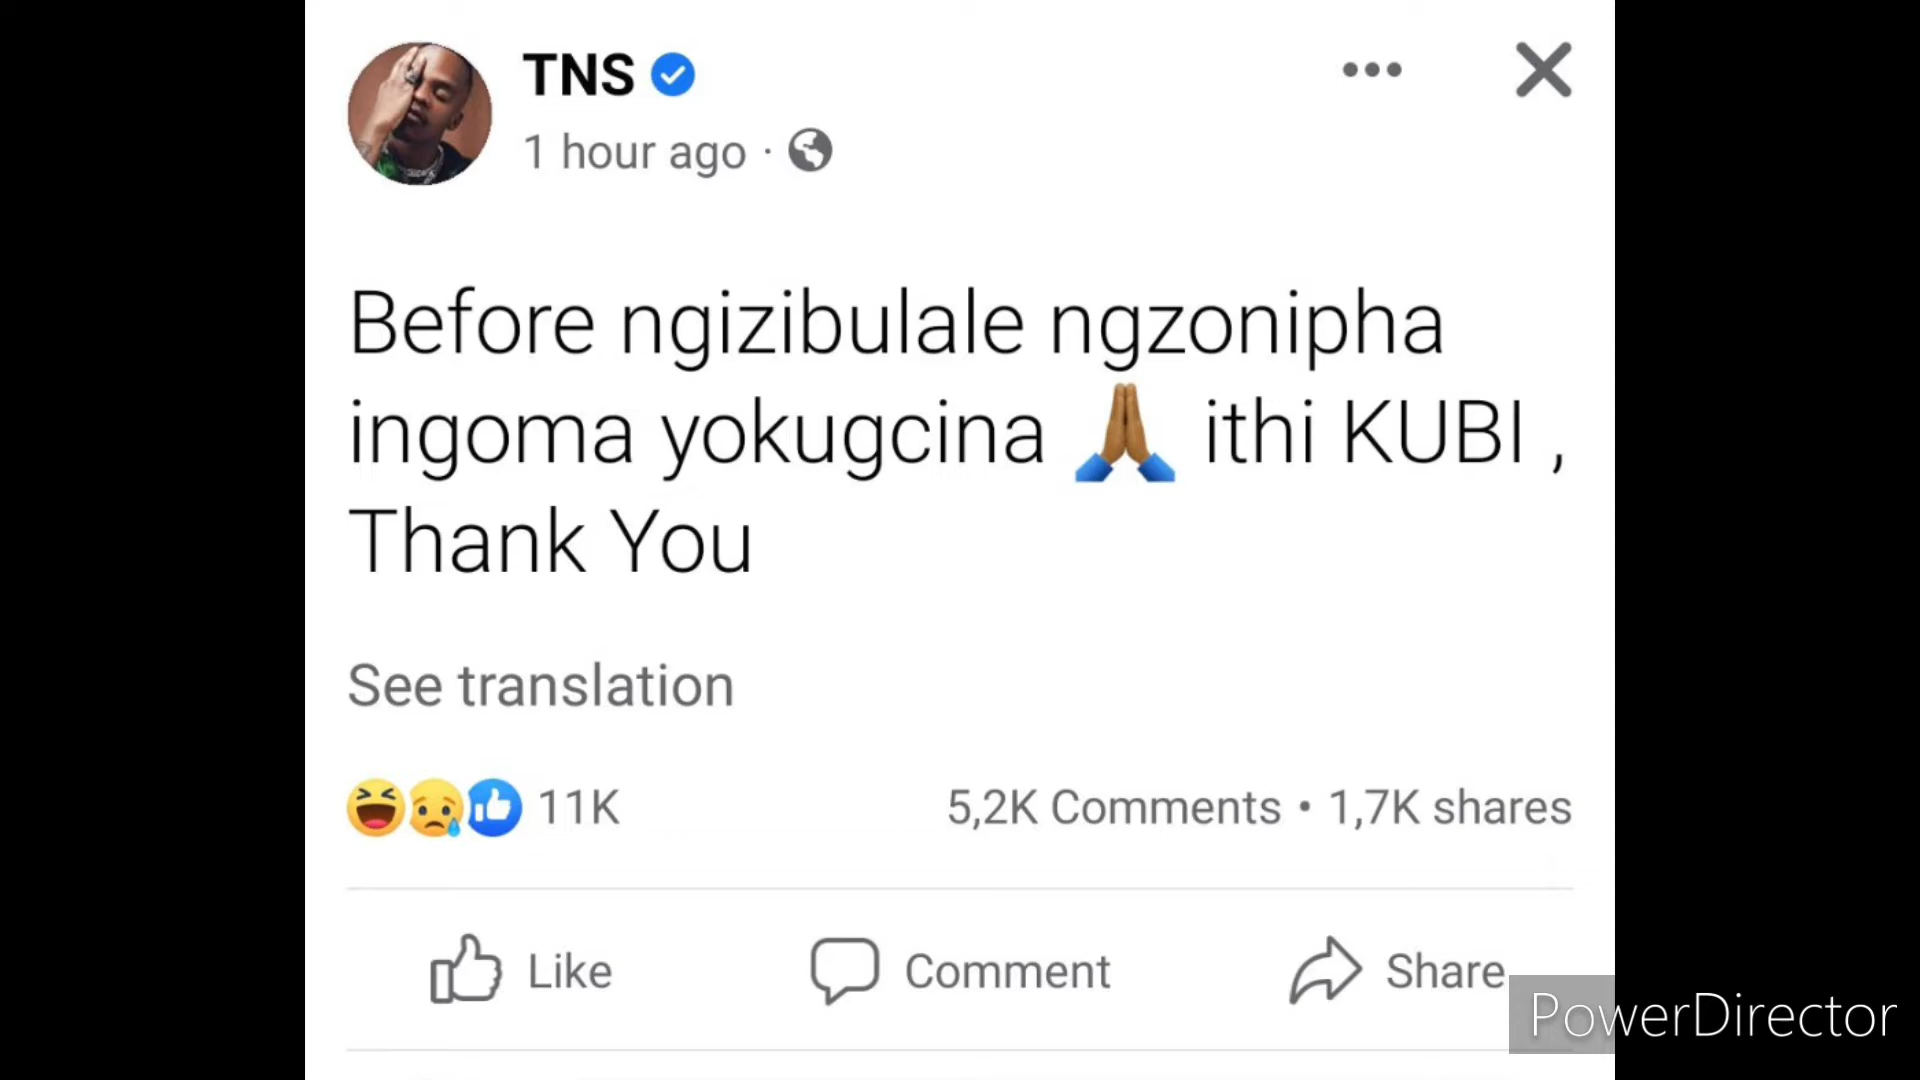 TNS
1 hour ago ·
Before ngizibulale ngzonipha
ingoma yokugcina 🙏🏾 ithi KUBI ,
Thank You
See translation
11K 5,2K Comments • 1,7K shares
Like Comment Share
PowerDirector